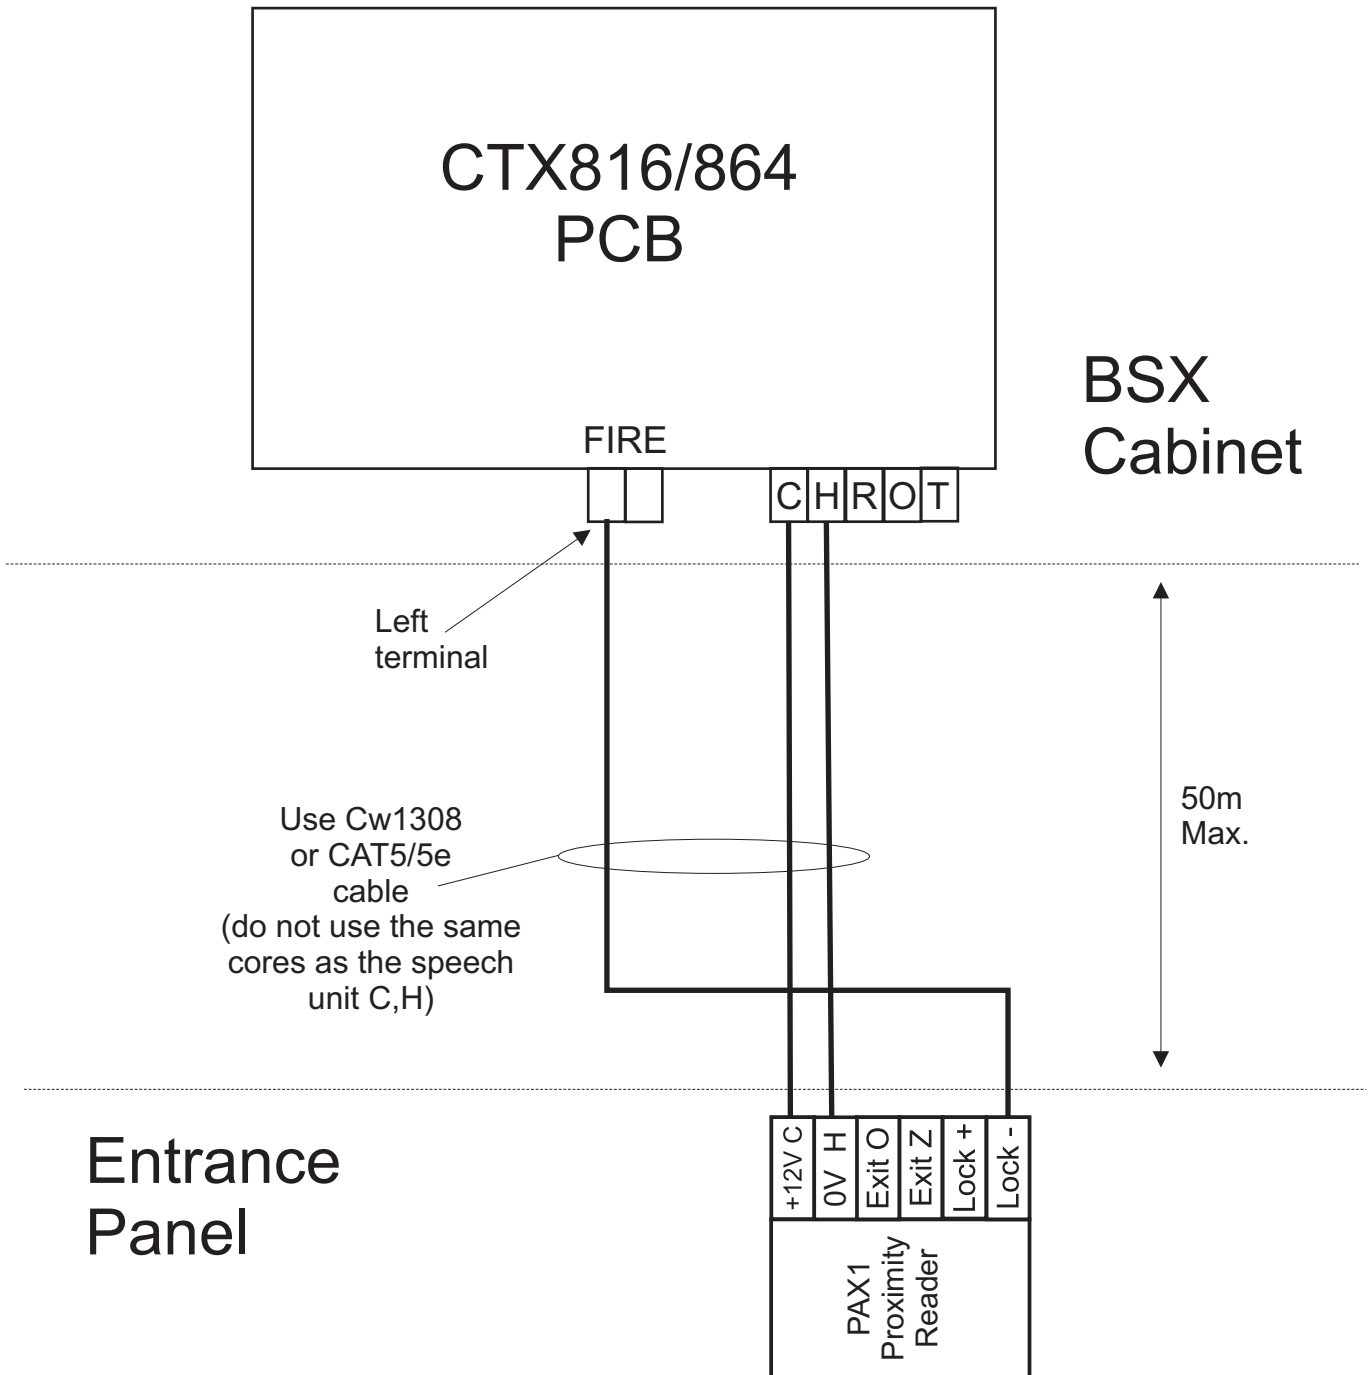 CTX816/864
PCB
BSX
Cabinet
FIRE
C H R O T
Left
terminal
50m
Max.
Use Cw1308
or CAT5/5e
cable
(do not use the same
cores as the speech
unit C,H)
Entrance
Panel
+12V C
0V H
Exit O
Exit Z
Lock +
Lock -
PAX1
Proximity
Reader